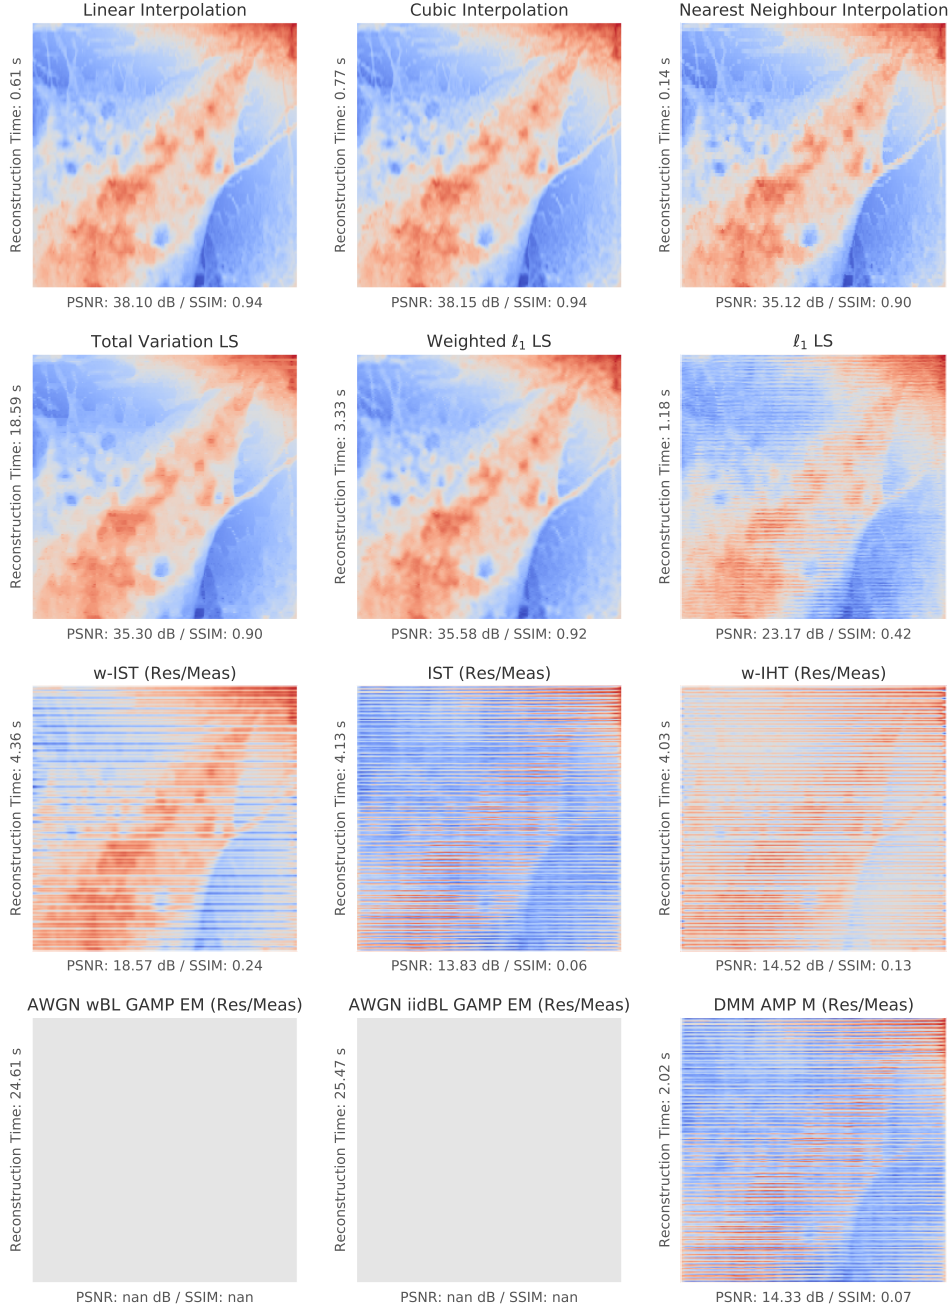 Linear Interpolation
Reconstruction Time: 0.61 s
PSNR: 38.10 dB / SSIM: 0.94
Cubic Interpolation
Reconstruction Time: 0.77 s
PSNR: 38.15 dB / SSIM: 0.94
Nearest Neighbour Interpolation
Reconstruction Time: 0.14 s
PSNR: 35.12 dB / SSIM: 0.90
Total Variation LS
Reconstruction Time: 18.59 s
PSNR: 35.30 dB / SSIM: 0.90
Weighted ℓ₁ LS
Reconstruction Time: 3.33 s
PSNR: 35.58 dB / SSIM: 0.92
ℓ₁ LS
Reconstruction Time: 1.18 s
PSNR: 23.17 dB / SSIM: 0.42
w-IST (Res/Meas)
Reconstruction Time: 4.36 s
PSNR: 18.57 dB / SSIM: 0.24
IST (Res/Meas)
Reconstruction Time: 4.13 s
PSNR: 13.83 dB / SSIM: 0.06
w-IHT (Res/Meas)
Reconstruction Time: 4.03 s
PSNR: 14.52 dB / SSIM: 0.13
AWGN wBL GAMP EM (Res/Meas)
Reconstruction Time: 24.61 s
PSNR: nan dB / SSIM: nan
AWGN iidBL GAMP EM (Res/Meas)
Reconstruction Time: 25.47 s
PSNR: nan dB / SSIM: nan
DMM AMP M (Res/Meas)
Reconstruction Time: 2.02 s
PSNR: 14.33 dB / SSIM: 0.07